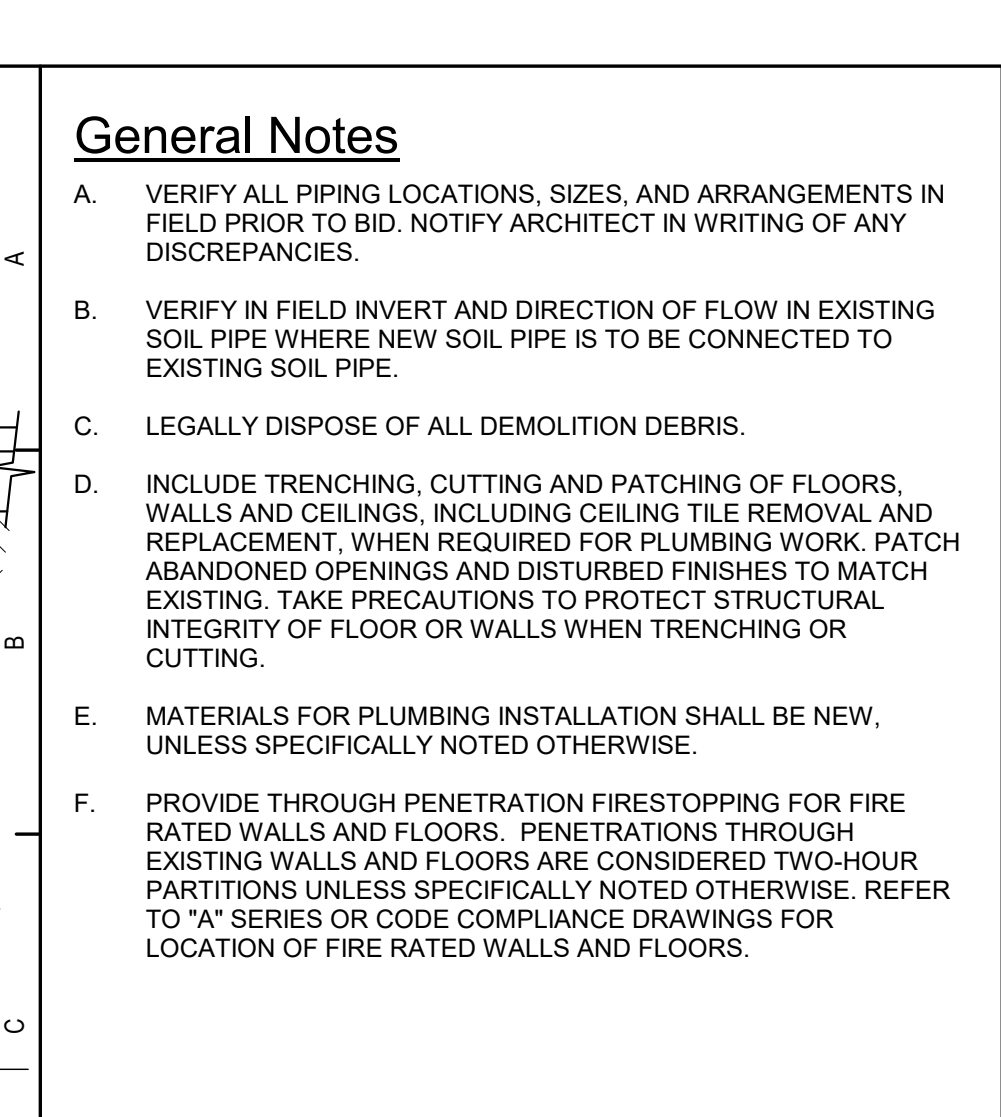 General Notes
A. VERIFY ALL PIPING LOCATIONS, SIZES, AND ARRANGEMENTS IN
FIELD PRIOR TO BID. NOTIFY ARCHITECT IN WRITING OF ANY
DISCREPANCIES.
B. VERIFY IN FIELD INVERT AND DIRECTION OF FLOW IN EXISTING
SOIL PIPE WHERE NEW SOIL PIPE IS TO BE CONNECTED TO
EXISTING SOIL PIPE.
C. LEGALLY DISPOSE OF ALL DEMOLITION DEBRIS.
D. INCLUDE TRENCHING, CUTTING AND PATCHING OF FLOORS,
WALLS AND CEILINGS, INCLUDING CEILING TILE REMOVAL AND
REPLACEMENT, WHEN REQUIRED FOR PLUMBING WORK. PATCH
ABANDONED OPENINGS AND DISTURBED FINISHES TO MATCH
EXISTING. TAKE PRECAUTIONS TO PROTECT STRUCTURAL
INTEGRITY OF FLOOR OR WALLS WHEN TRENCHING OR
CUTTING.
E. MATERIALS FOR PLUMBING INSTALLATION SHALL BE NEW,
UNLESS SPECIFICALLY NOTED OTHERWISE.
F. PROVIDE THROUGH PENETRATION FIRESTOPPING FOR FIRE
RATED WALLS AND FLOORS. PENETRATIONS THROUGH
EXISTING WALLS AND FLOORS ARE CONSIDERED TWO-HOUR
PARTITIONS UNLESS SPECIFICALLY NOTED OTHERWISE. REFER
TO "A" SERIES OR CODE COMPLIANCE DRAWINGS FOR
LOCATION OF FIRE RATED WALLS AND FLOORS.
A
B
C